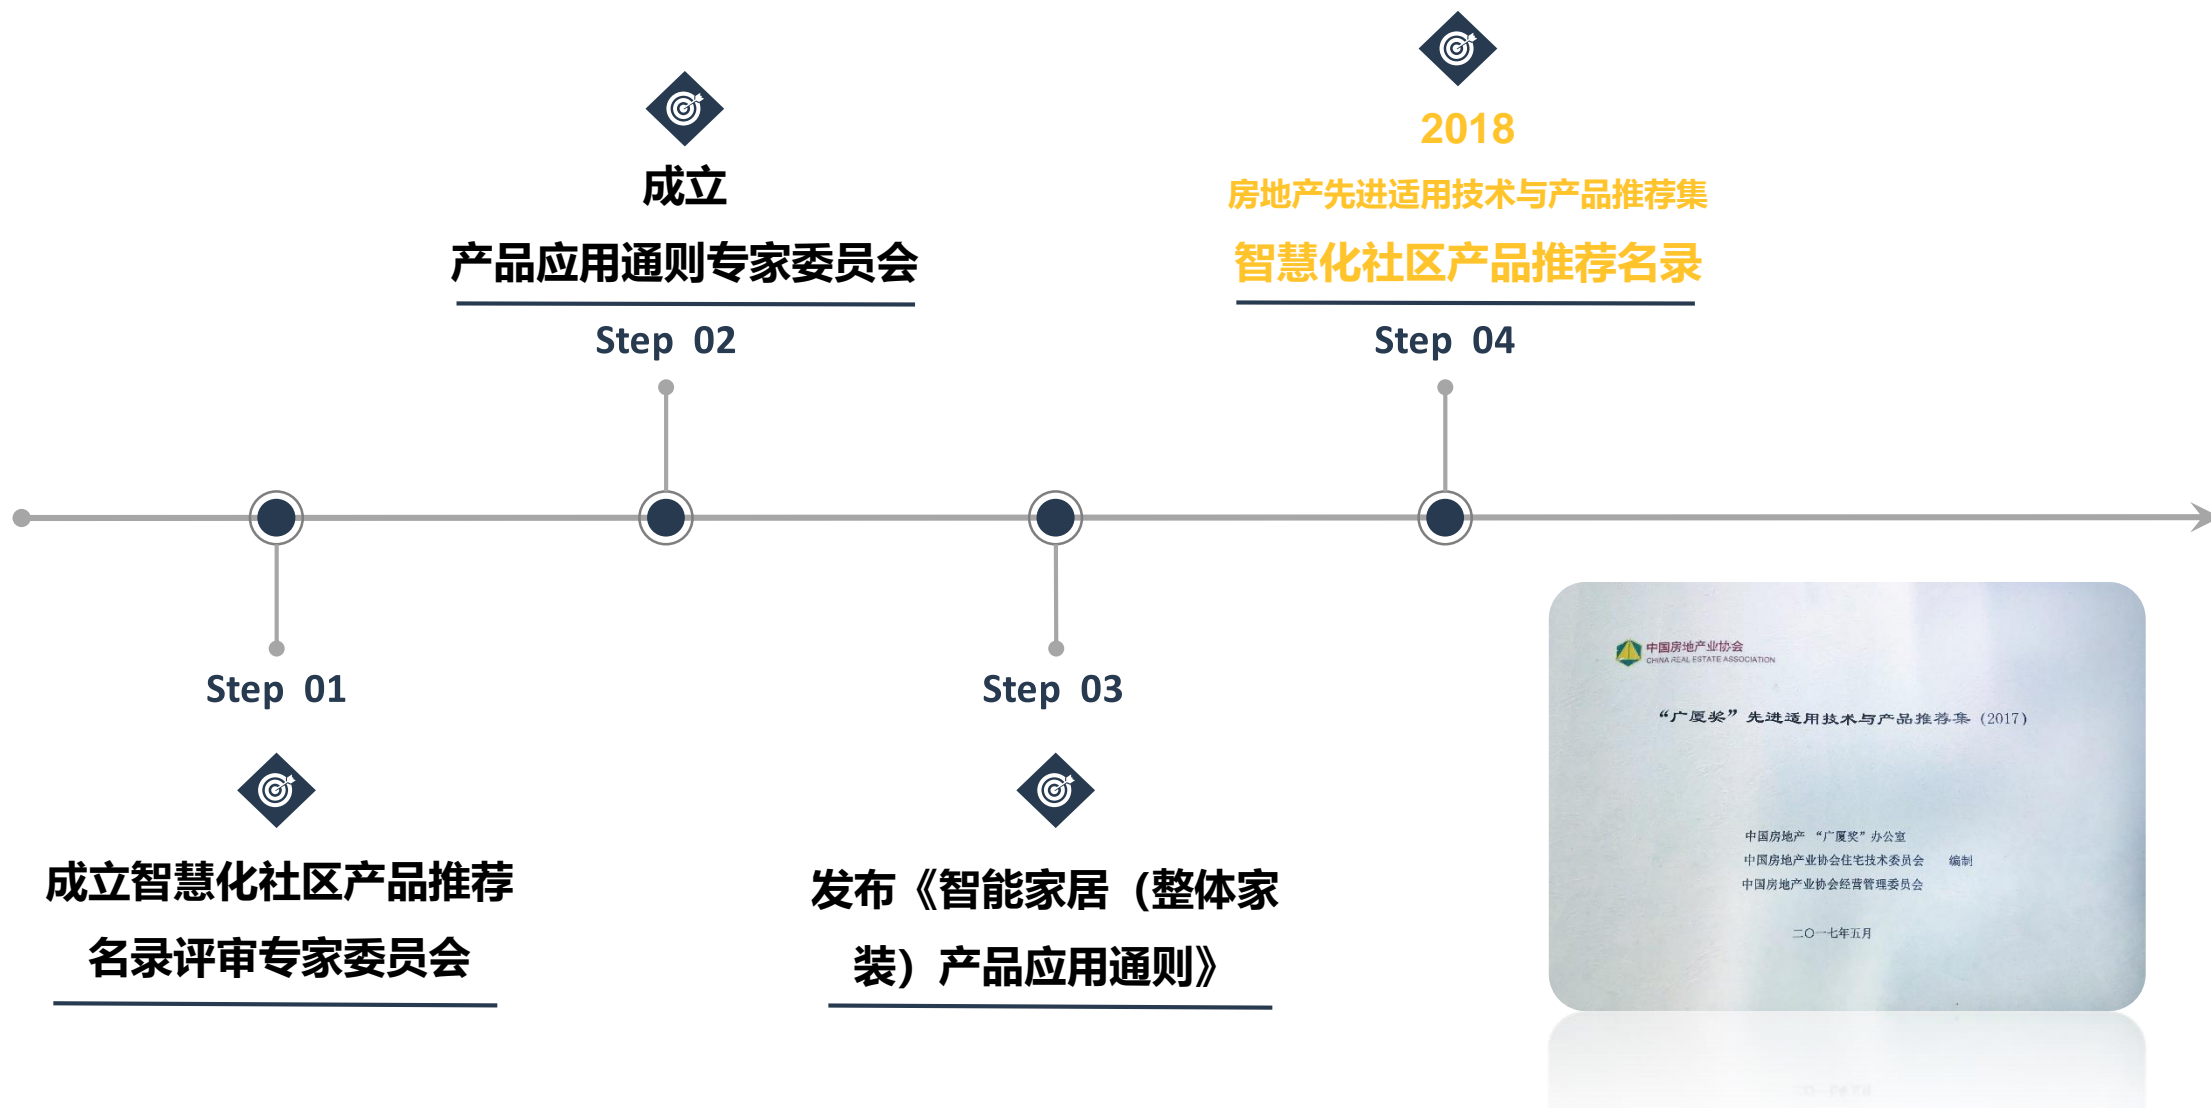 成立
产品应用通则专家委员会
Step 02
2018
房地产先进适用技术与产品推荐集
智慧化社区产品推荐名录
Step 04
Step 01
成立智慧化社区产品推荐
名录评审专家委员会
Step 03
发布《智能家居（整体家
装）产品应用通则》
中国房地产业协会
CHINA REAL ESTATE ASSOCIATION
“广厦奖”先进适用技术与产品推荐集（2017）
中国房地产 “广厦奖”办公室
中国房地产业协会住宅技术委员会 编制
中国房地产业协会经营管理委员会
二〇一七年五月